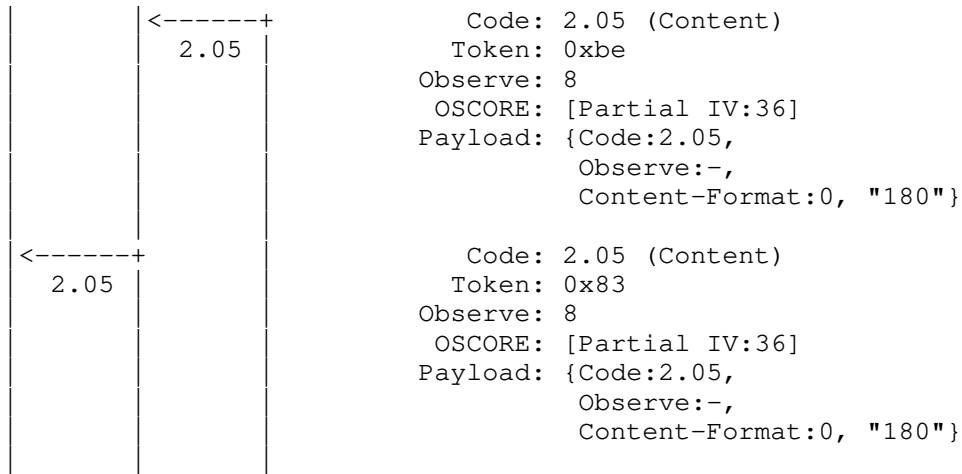 |       |<------+           Code: 2.05 (Content)
|       |  2.05 |          Token: 0xbe
|       |       |        Observe: 8
|       |       |         OSCORE: [Partial IV:36]
|       |       |        Payload: {Code:2.05,
|       |       |                  Observe:-,
|       |       |                  Content-Format:0, "180"}
|       |       |
|<------+       |           Code: 2.05 (Content)
|  2.05 |       |          Token: 0x83
|       |       |        Observe: 8
|       |       |         OSCORE: [Partial IV:36]
|       |       |        Payload: {Code:2.05,
|       |       |                  Observe:-,
|       |       |                  Content-Format:0, "180"}
|       |       |